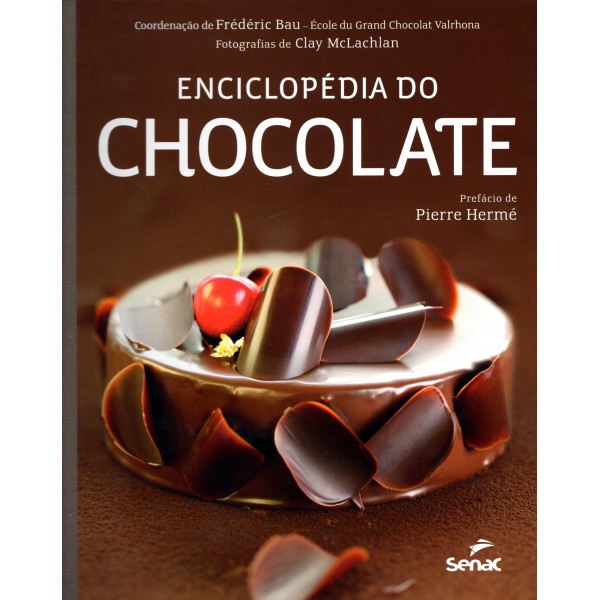 Coordenação de Frédéric Bau – École du Grand Chocolat Valrhona
Fotografias de Clay McLachlan
ENCICLOPÉDIA DO
CHOCOLATE
Prefácio de
Pierre Hermé
Senac